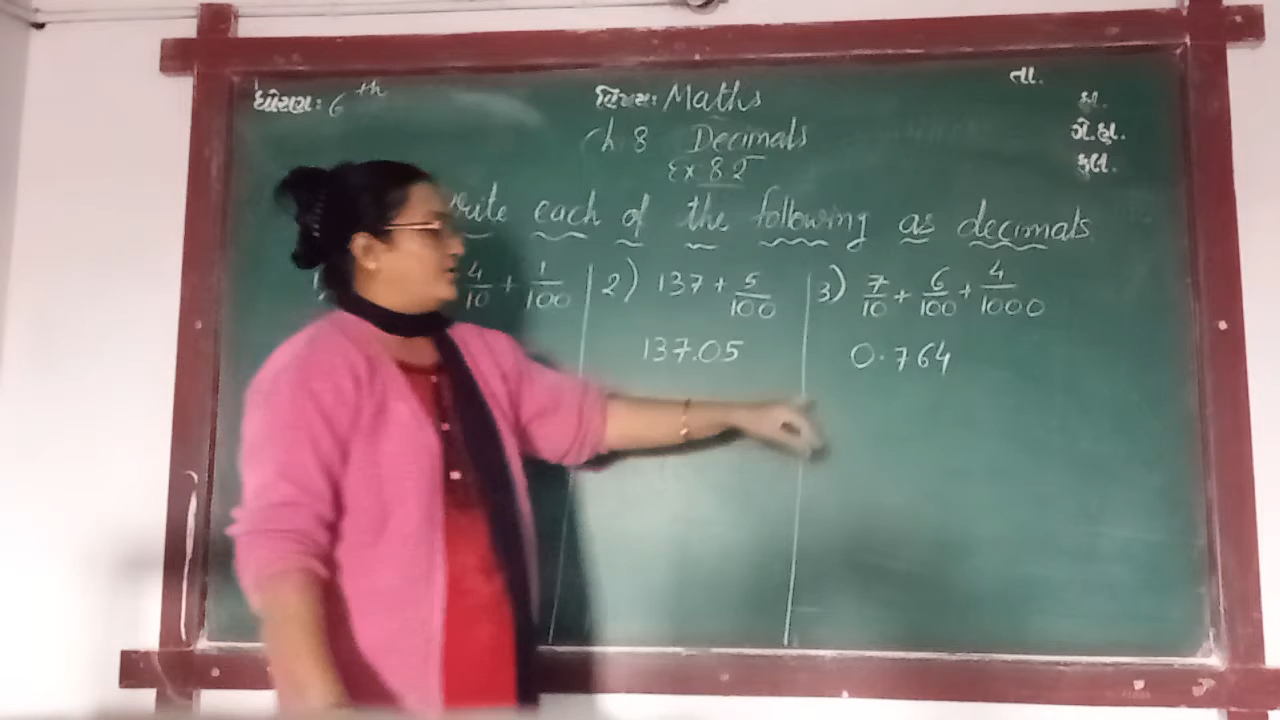 ધોરણ: 6th વિષય: Maths તા.
Ch. 8 Decimals હા.
Ex 8.2 ગે.હા.
કુલ.
write each of the following as decimals
4/10 + 1/100 2) 137 + 5/100 3) 7/10 + 6/100 + 4/1000
137.05 0.764